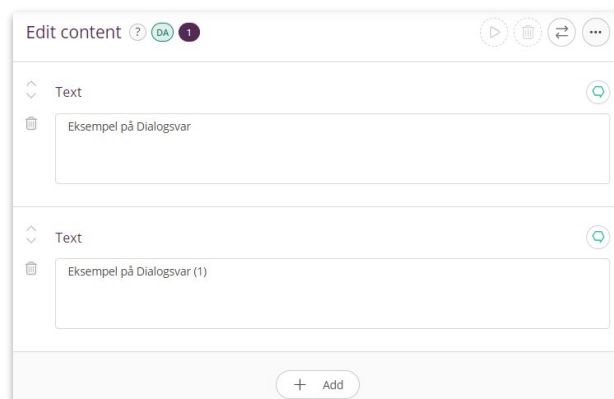 Edit content ? DA 1
Text
Eksempel på Dialogsvar
Text
Eksempel på Dialogsvar (1)
+ Add